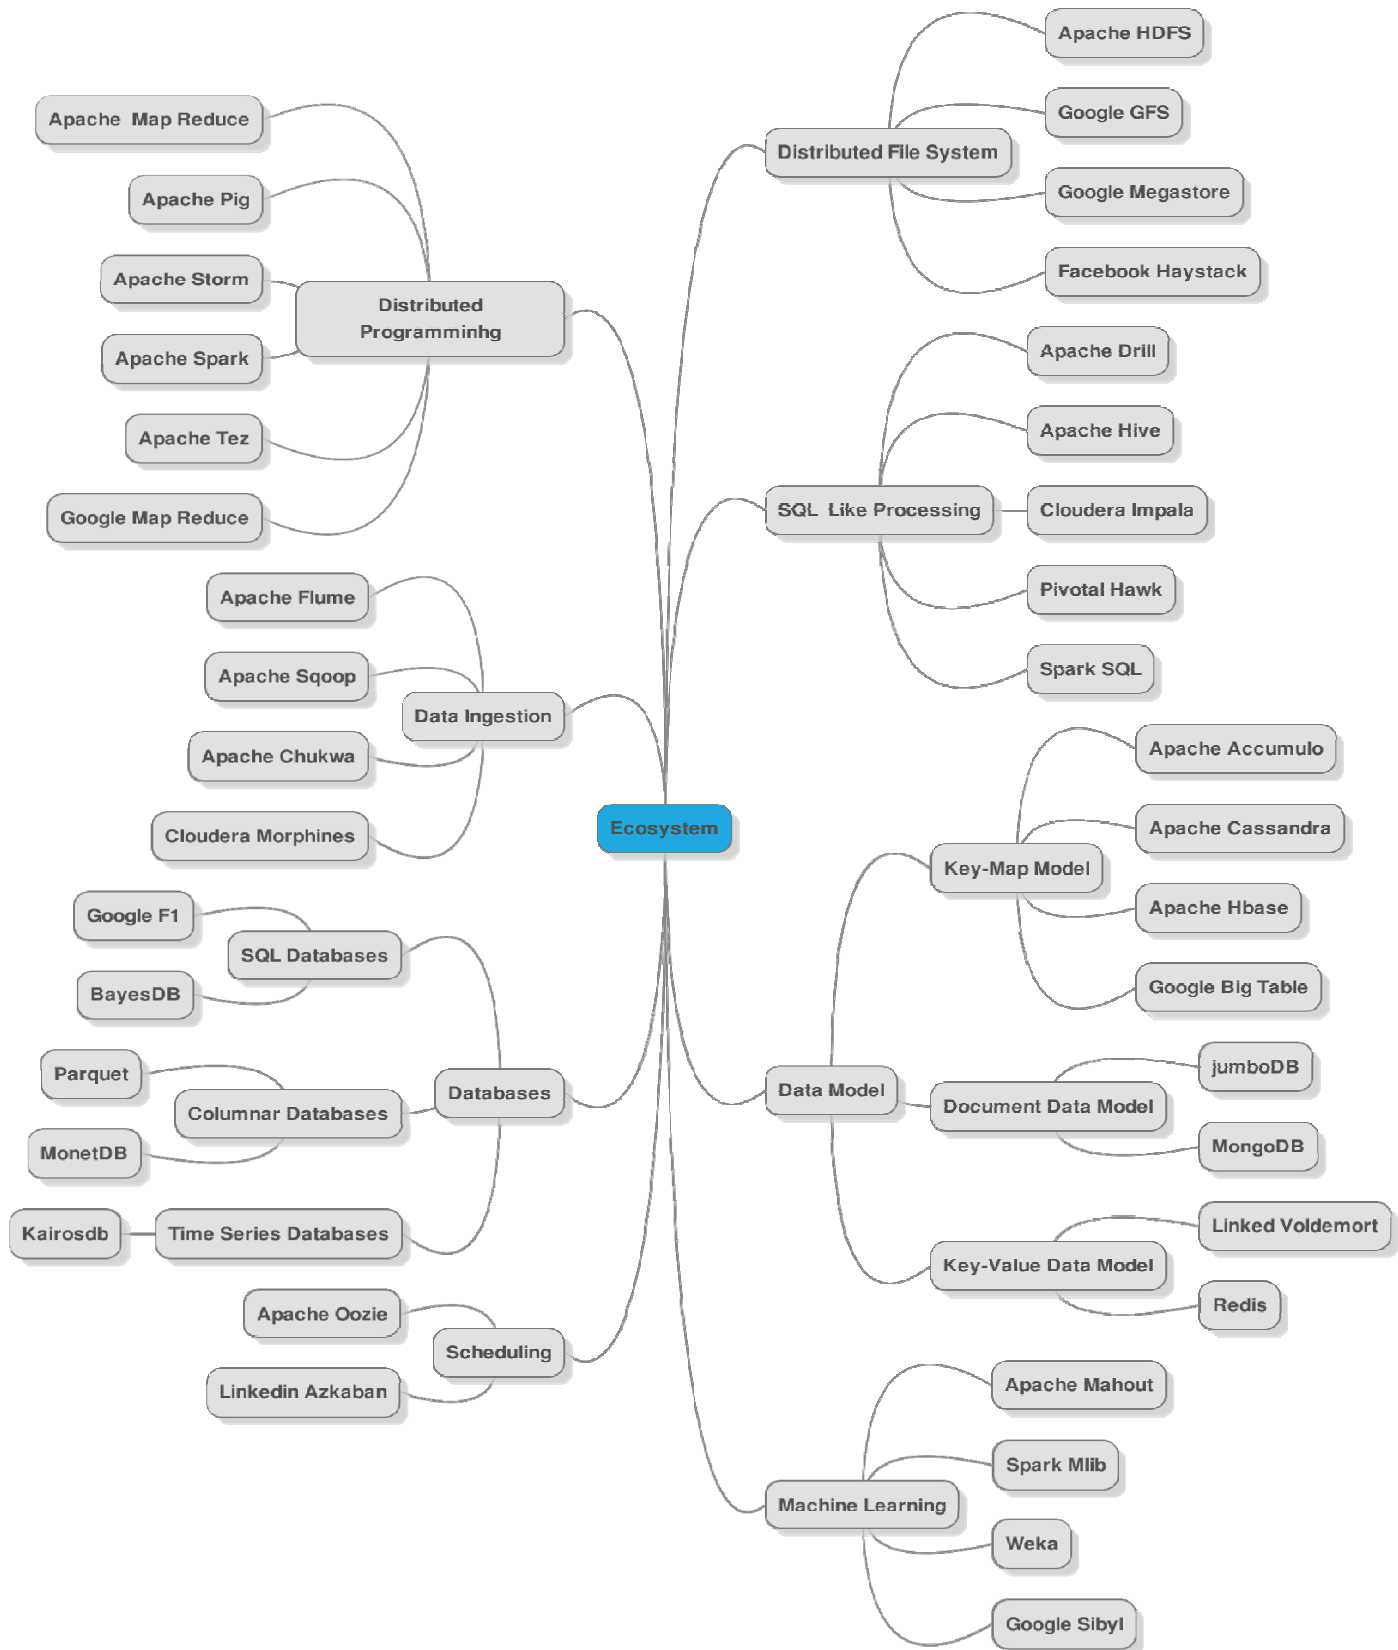 Apache Map Reduce
Apache Pig
Apache Storm
Apache Spark
Apache Tez
Google Map Reduce
Distributed
Programminhg
Apache Flume
Apache Sqoop
Apache Chukwa
Cloudera Morphines
Data Ingestion
Google F1
BayesDB
SQL Databases
Parquet
MonetDB
Columnar Databases
Kairosdb
Time Series Databases
Databases
Apache Oozie
Linkedin Azkaban
Scheduling
Ecosystem
Distributed File System
Apache HDFS
Google GFS
Google Megastore
Facebook Haystack
SQL Like Processing
Apache Drill
Apache Hive
Cloudera Impala
Pivotal Hawk
Spark SQL
Data Model
Key-Map Model
Apache Accumulo
Apache Cassandra
Apache Hbase
Google Big Table
Document Data Model
jumboDB
MongoDB
Key-Value Data Model
Linked Voldemort
Redis
Machine Learning
Apache Mahout
Spark Mlib
Weka
Google Sibyl